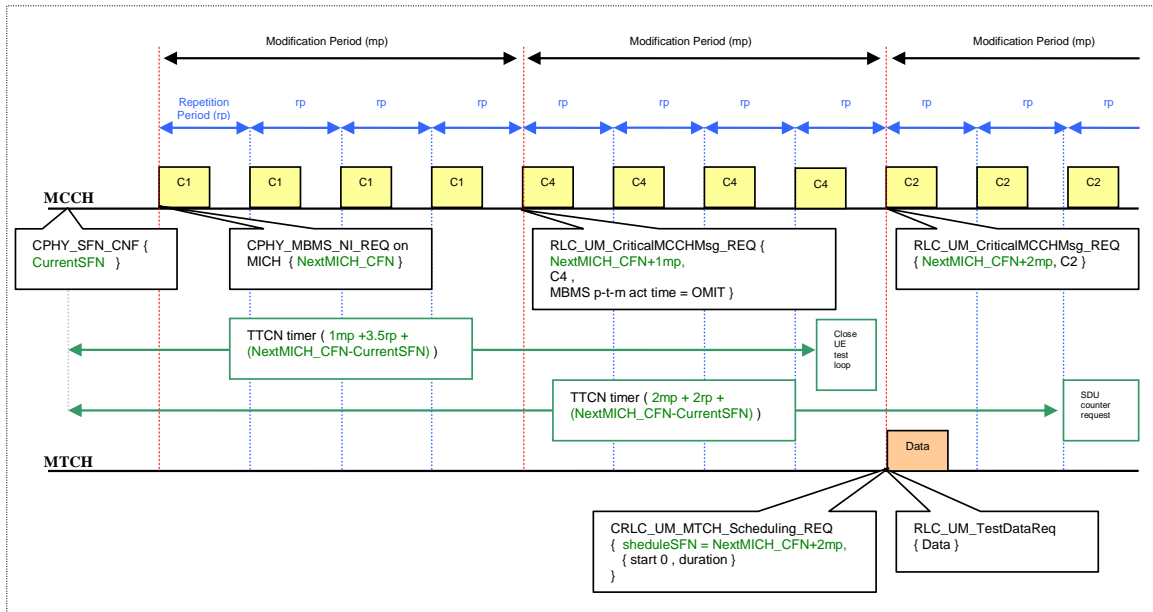 Modification Period (mp)
Modification Period (mp)
Modification Period (mp)
Repetition
Period (rp)
rp
rp
rp
rp
rp
rp
rp
rp
rp
rp
C1
C1
C1
C1
C4
C4
C4
C4
C2
C2
C2
MCCH
CPHY_SFN_CNF {
CurrentSFN }
CPHY_MBMS_NI_REQ on
MICH { NextMICH_CFN }
RLC_UM_CriticalMCCHMsg_REQ {
NextMICH_CFN+1mp,
C4 ,
MBMS p-t-m act time = OMIT }
RLC_UM_CriticalMCCHMsg_REQ
{ NextMICH_CFN+2mp, C2 }
TTCN timer ( 1mp +3.5rp +
(NextMICH_CFN-CurrentSFN) )
Close
UE
test
loop
TTCN timer ( 2mp + 2rp +
(NextMICH_CFN-CurrentSFN) )
SDU
counter
request
Data
MTCH
CRLC_UM_MTCH_Scheduling_REQ
{ sheduleSFN = NextMICH_CFN+2mp,
{ start 0 , duration }
}
RLC_UM_TestDataReq
{ Data }